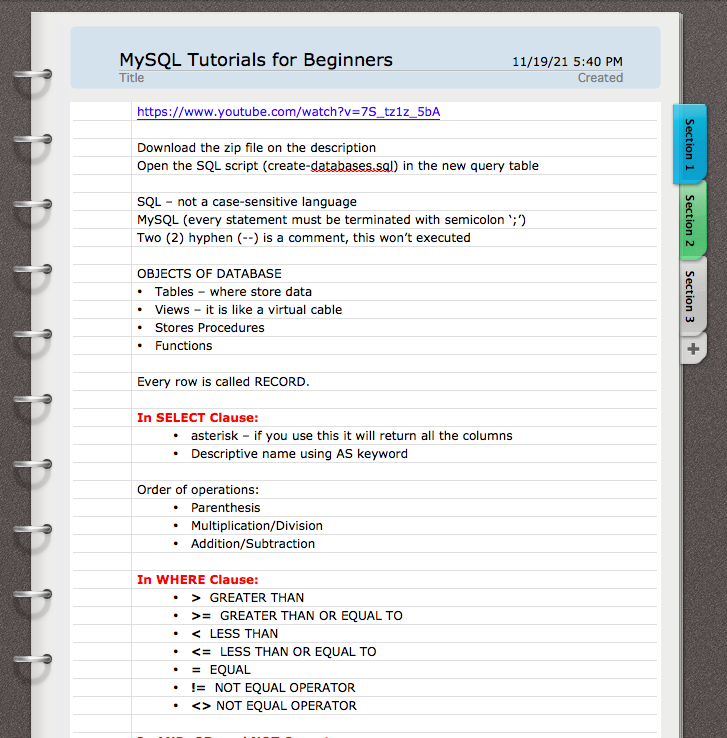 MySQL Tutorials for Beginners
11/19/21 5:40 PM
Title
Created
https://www.youtube.com/watch?v=7S_tz1z_5bA
Download the zip file on the description
Open the SQL script (create-databases.sql) in the new query table
SQL – not a case-sensitive language
MySQL (every statement must be terminated with semicolon ‘;’)
Two (2) hyphen (--) is a comment, this won’t executed
OBJECTS OF DATABASE
• Tables – where store data
• Views – it is like a virtual cable
• Stores Procedures
• Functions
Every row is called RECORD.
In SELECT Clause:
• asterisk – if you use this it will return all the columns
• Descriptive name using AS keyword
Order of operations:
• Parenthesis
• Multiplication/Division
• Addition/Subtraction
In WHERE Clause:
• > GREATER THAN
• >= GREATER THAN OR EQUAL TO
• < LESS THAN
• <= LESS THAN OR EQUAL TO
• = EQUAL
• != NOT EQUAL OPERATOR
• <> NOT EQUAL OPERATOR
Section 1
Section 2
Section 3